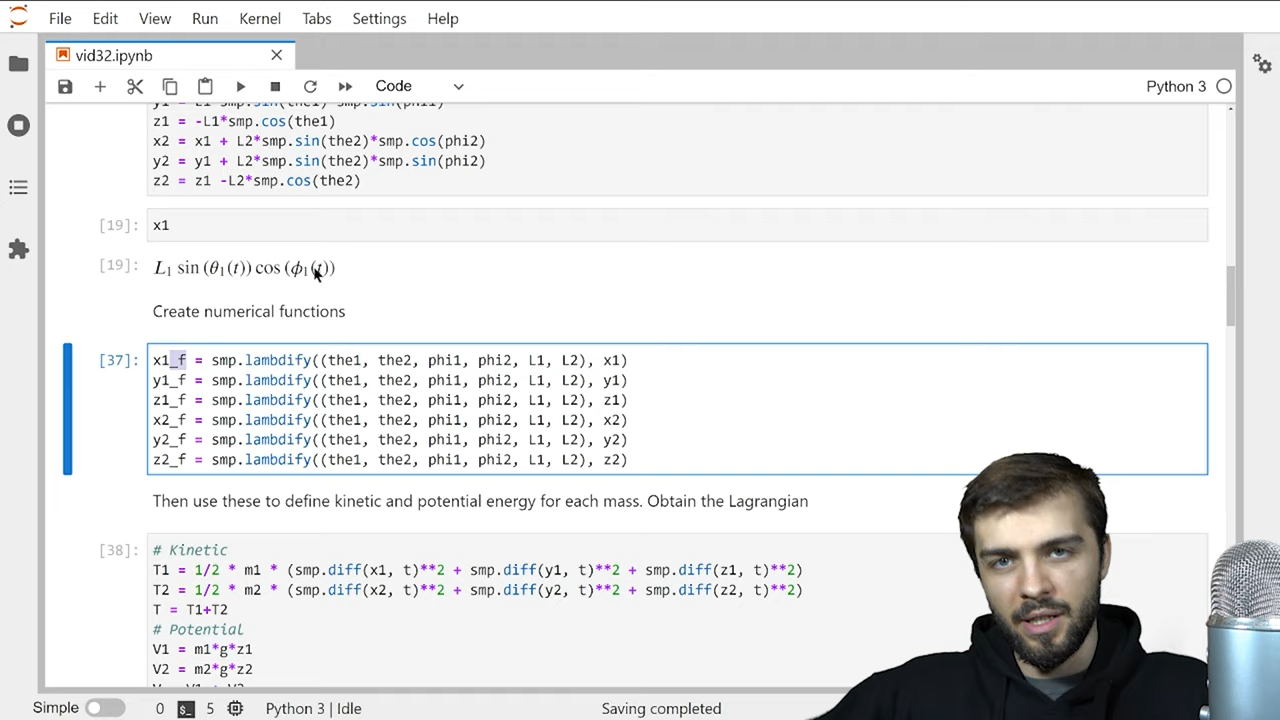 File Edit View Run Kernel Tabs Settings Help
vid32.ipynb
Code
Python 3
y1 = L1*smp.sin(the1)*smp.sin(phi1)
z1 = -L1*smp.cos(the1)
x2 = x1 + L2*smp.sin(the2)*smp.cos(phi2)
y2 = y1 + L2*smp.sin(the2)*smp.sin(phi2)
z2 = z1 -L2*smp.cos(the2)
[19]: x1
[19]: L₁ sin (θ₁(t)) cos (ϕ₁(t))
Create numerical functions
[37]: x1_f = smp.lambdify((the1, the2, phi1, phi2, L1, L2), x1)
y1_f = smp.lambdify((the1, the2, phi1, phi2, L1, L2), y1)
z1_f = smp.lambdify((the1, the2, phi1, phi2, L1, L2), z1)
x2_f = smp.lambdify((the1, the2, phi1, phi2, L1, L2), x2)
y2_f = smp.lambdify((the1, the2, phi1, phi2, L1, L2), y2)
z2_f = smp.lambdify((the1, the2, phi1, phi2, L1, L2), z2)
Then use these to define kinetic and potential energy for each mass. Obtain the Lagrangian
[38]: # Kinetic
T1 = 1/2 * m1 * (smp.diff(x1, t)**2 + smp.diff(y1, t)**2 + smp.diff(z1, t)**2)
T2 = 1/2 * m2 * (smp.diff(x2, t)**2 + smp.diff(y2, t)**2 + smp.diff(z2, t)**2)
T = T1+T2
# Potential
V1 = m1*g*z1
V2 = m2*g*z2
Simple 0 5 Python 3 | Idle Saving completed